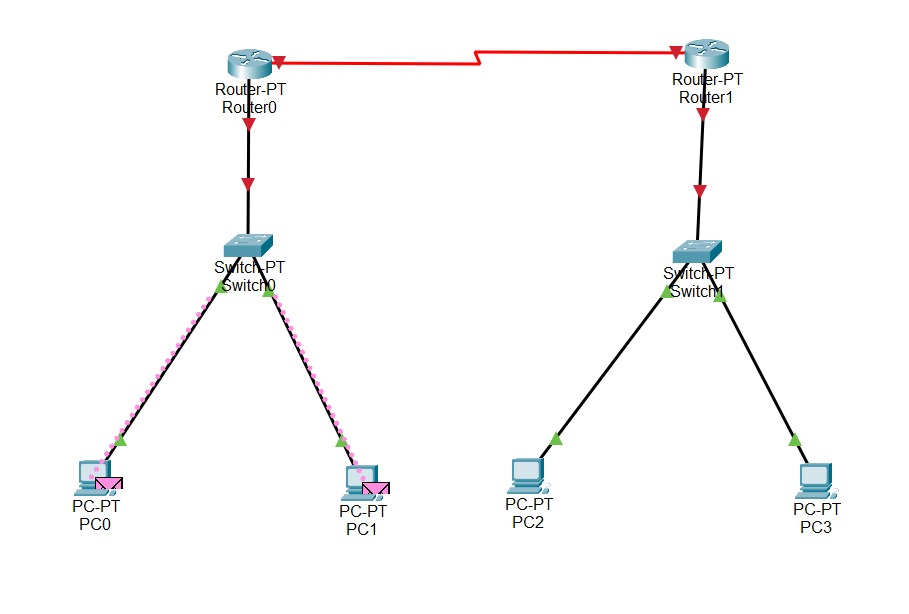 Router-PT
Router0
Router-PT
Router1
Switch-PT
Switch0
Switch-PT
Switch1
PC-PT
PC0
PC-PT
PC1
PC-PT
PC2
PC-PT
PC3